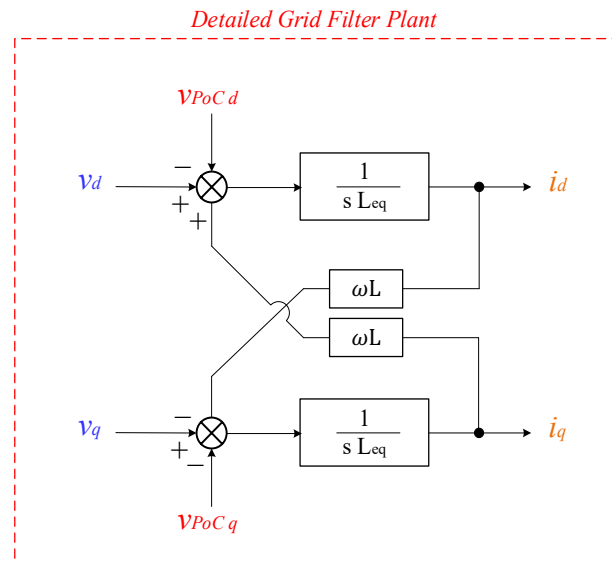 Detailed Grid Filter Plant
vPoC d
−
vd
+
+
1
s Leq
id
ωL
ωL
−
vq
+
−
1
s Leq
iq
vPoC q